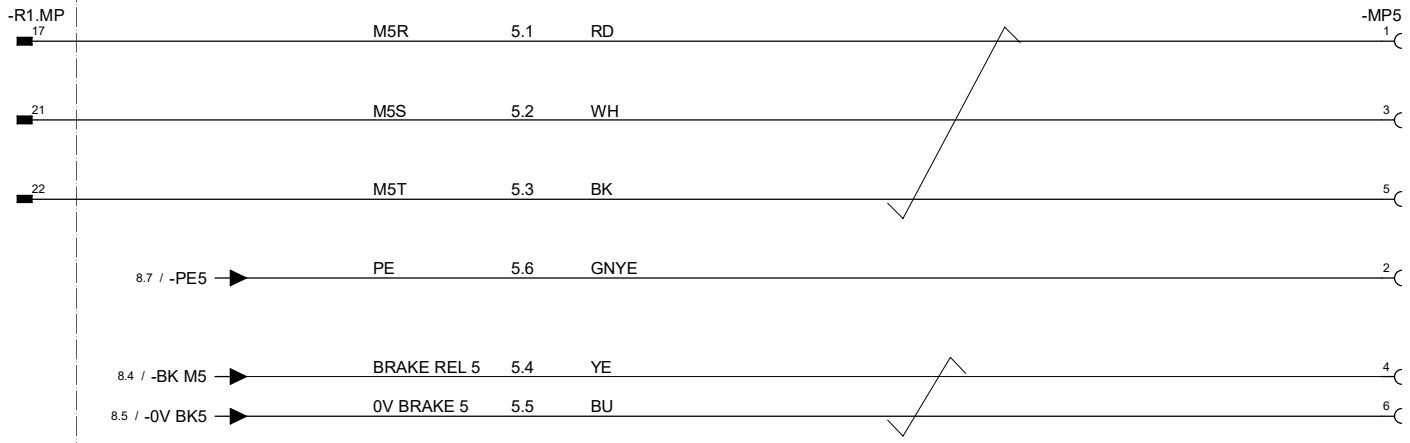 -R1.MP -MP5
17 M5R 5.1 RD 1
21 M5S 5.2 WH 3
22 M5T 5.3 BK 5
8.7 / -PE5 PE 5.6 GNYE 2
8.4 / -BK M5 BRAKE REL 5 5.4 YE 4
8.5 / -0V BK5 0V BRAKE 5 5.5 BU 6